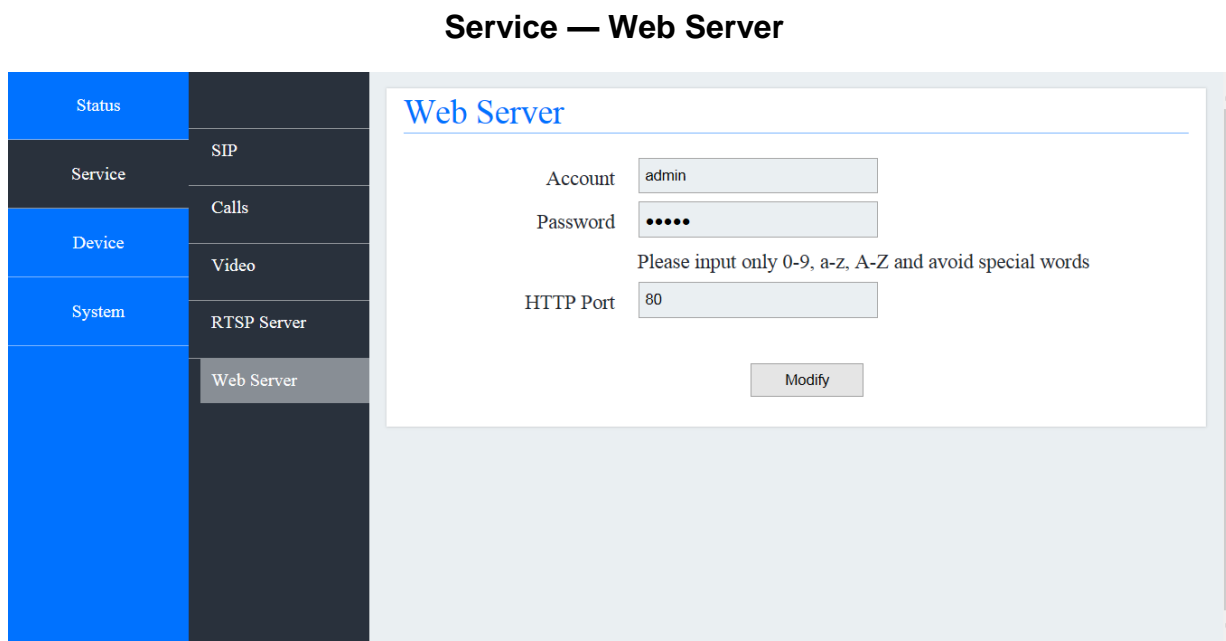 Service — Web Server
Status
Service
Device
System
SIP
Calls
Video
RTSP Server
Web Server
Web Server
Account admin
Password •••••
Please input only 0-9, a-z, A-Z and avoid special words
HTTP Port 80
Modify